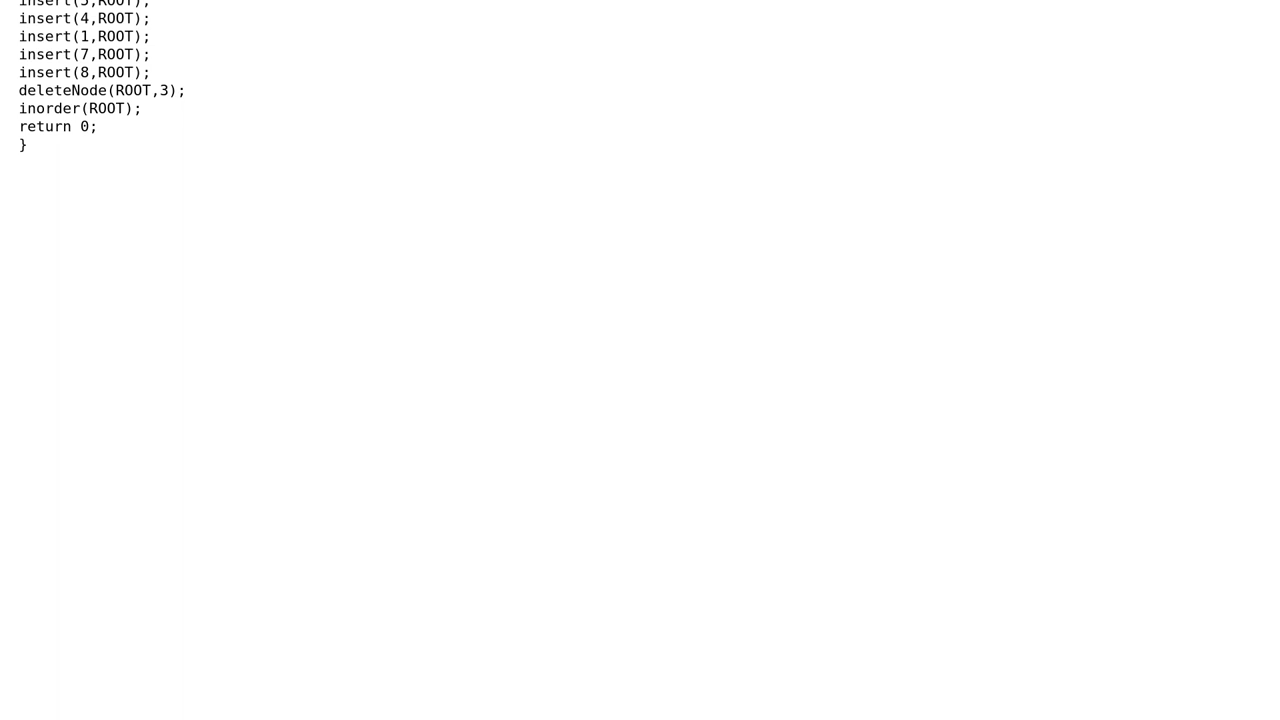 insert(4,ROOT);
insert(1,ROOT);
insert(7,ROOT);
insert(8,ROOT);
deleteNode(ROOT,3);
inorder(ROOT);
return 0;
}